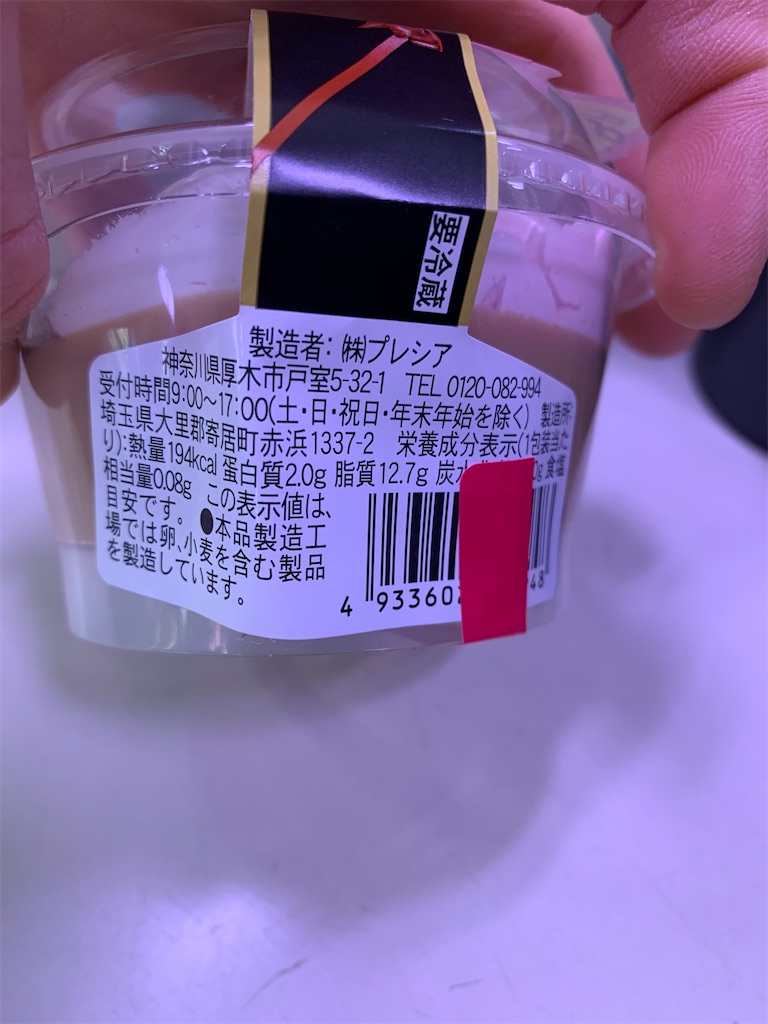 要冷蔵
製造者: ㈱プレシア
神奈川県厚木市戸室5-32-1 TEL 0120-082-994
受付時間9:00～17:00(土・日・祝日・年末年始を除く) 製造所:
埼玉県大里郡寄居町赤浜1337-2 栄養成分表示(1包装当た
り):熱量194kcal 蛋白質2.0g 脂質12.7g 炭水 0g 食塩
相当量0.08g この表示値は、
目安です。 ●本品製造工
場では卵、小麦を含む製品
を製造しています。
4 933602 48